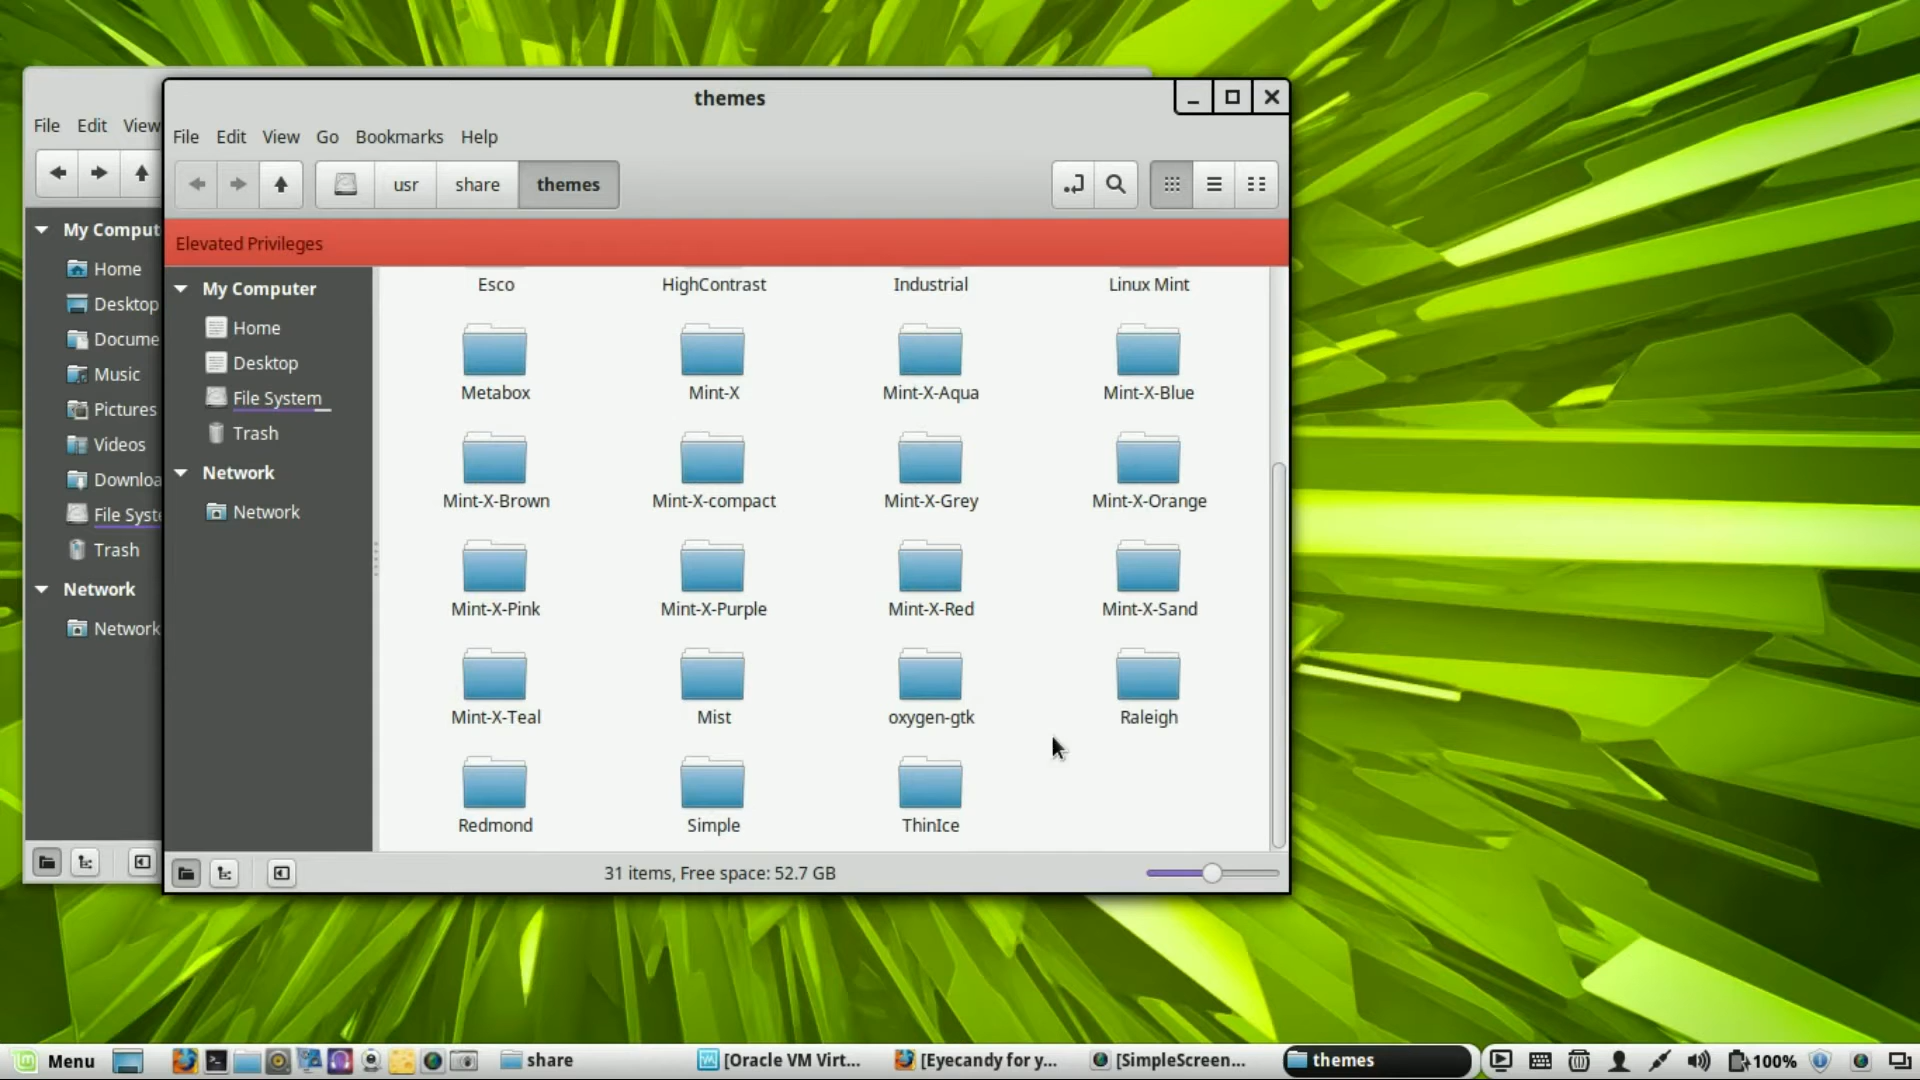 File Edit View
My Comput
Home
Desktop
Docume
Music
Pictures
Videos
Downloa
File Syste
Trash
Network
Network
themes
File Edit View Go Bookmarks Help
usr share themes
Elevated Privileges
My Computer
Home
Desktop
File System
Trash
Network
Network
Esco HighContrast Industrial Linux Mint
Metabox Mint-X Mint-X-Aqua Mint-X-Blue
Mint-X-Brown Mint-X-compact Mint-X-Grey Mint-X-Orange
Mint-X-Pink Mint-X-Purple Mint-X-Red Mint-X-Sand
Mint-X-Teal Mist oxygen-gtk Raleigh
Redmond Simple ThinIce
31 items, Free space: 52.7 GB
Menu share [Oracle VM Virt... [Eyecandy for y... [SimpleScreen... themes 100%